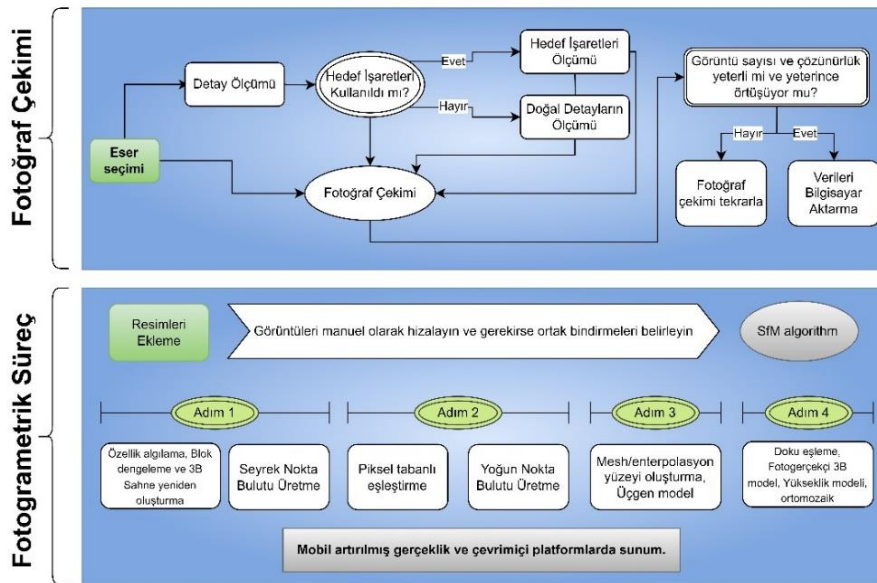 Fotoğraf Çekimi
Eser
seçimi
Detay Ölçümü
Hedef İşaretleri
Kullanıldı mı?
Evet
Hayır
Hedef İşaretleri
Ölçümü
Doğal Detayların
Ölçümü
Fotoğraf Çekimi
Görüntü sayısı ve çözünürlük
yeterli mi ve yeterince
örtüşüyor mu?
Hayır
Evet
Fotoğraf
çekimi tekrarla
Verileri
Bilgisayar
Aktarma
Fotogrametrik Süreç
Resimleri
Ekleme
Görüntüleri manuel olarak hizalayın ve gerekirse ortak bindirmeleri belirleyin
SfM algorithm
Adım 1
Adım 2
Adım 3
Adım 4
Özellik algılama, Blok
dengeleme ve 3B
Sahne yeniden
oluşturma
Seyrek Nokta
Bulutu Üretme
Piksel tabanlı
eşleştirme
Yoğun Nokta
Bulutu Üretme
Mesh/enterpolasyon
yüzeyi oluşturma,
Üçgen model
Doku eşleme,
Fotogerçekçi 3B
model, Yükseklik modeli,
ortomozaik
Mobil artırılmış gerçeklik ve çevrimiçi platformlarda sunum.